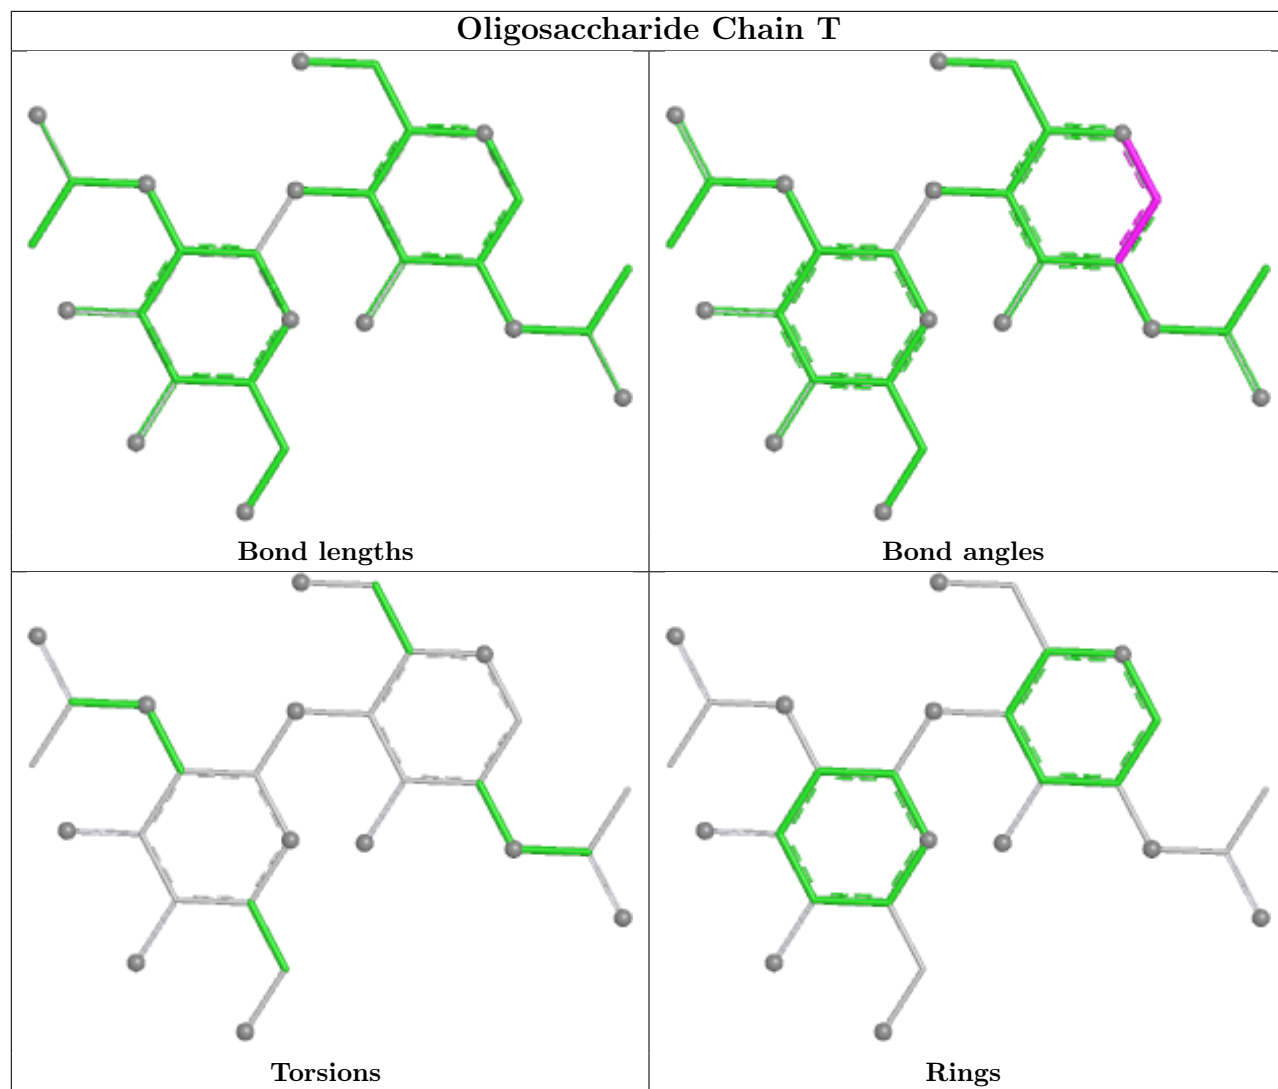 Oligosaccharide Chain T
Bond lengths
Bond angles
Torsions
Rings